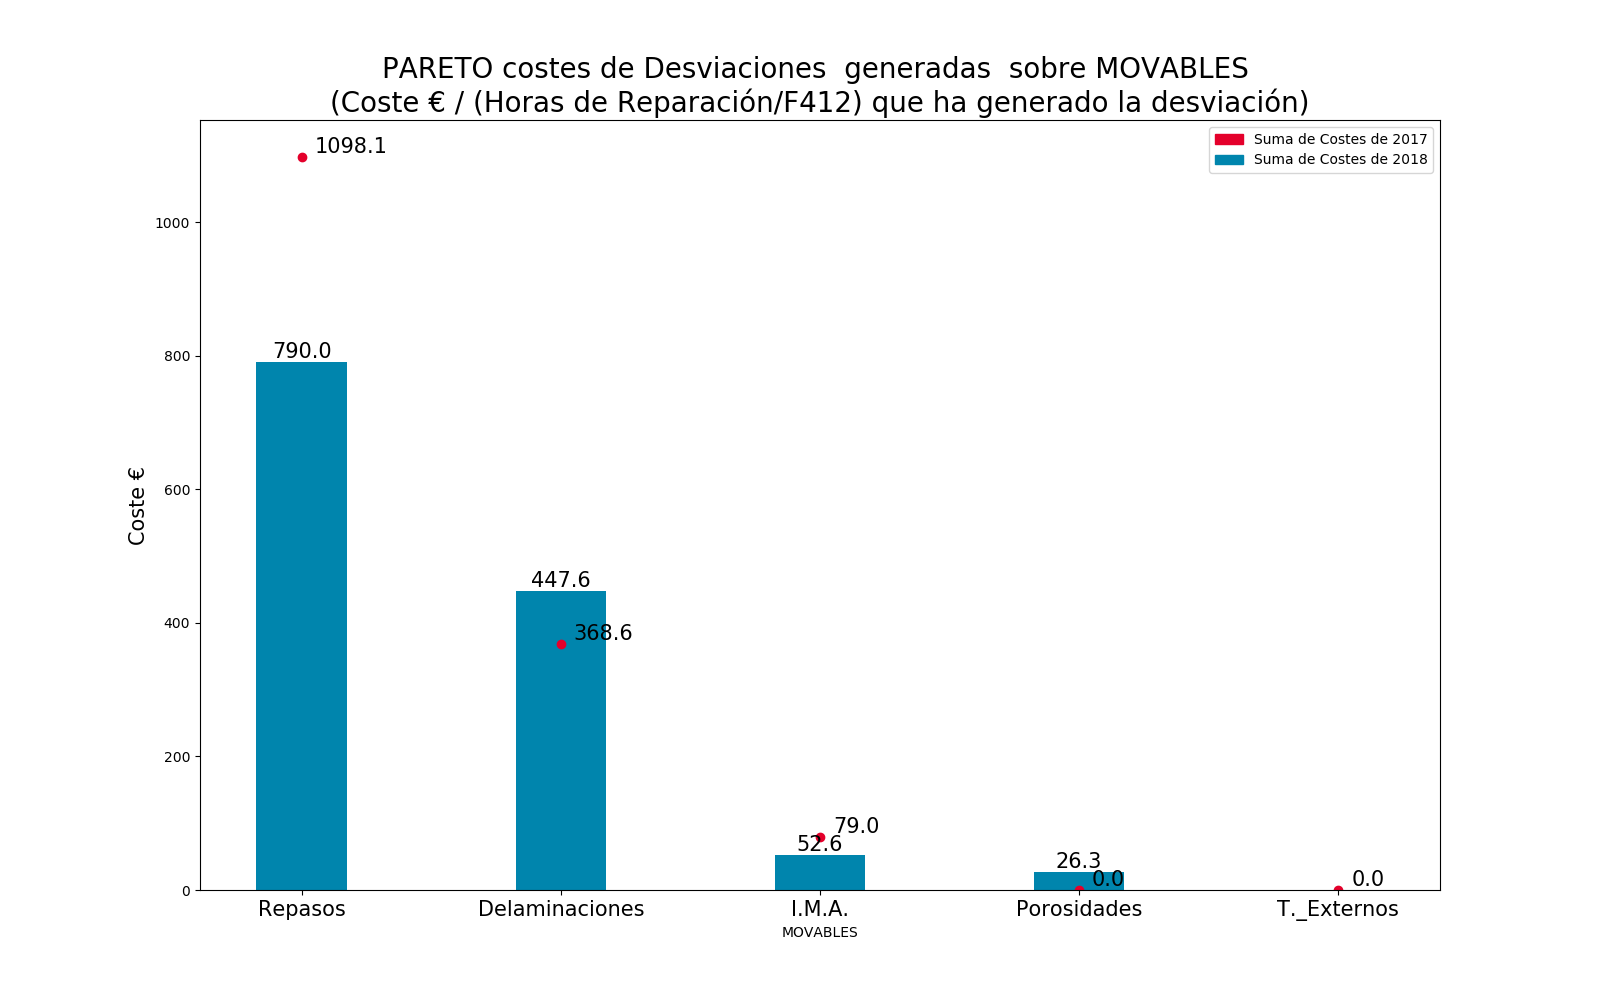 PARETO costes de Desviaciones  generadas  sobre MOVABLES
(Coste € / (Horas de Reparación/F412) que ha generado la desviación)
Suma de Costes de 2017
Suma de Costes de 2018
1098.1
1000
800
790.0
Coste €
600
447.6
400
368.6
200
79.0
52.6
26.3
0.0
0.0
0
Repasos
Delaminaciones
I.M.A.
Porosidades
T._Externos
MOVABLES